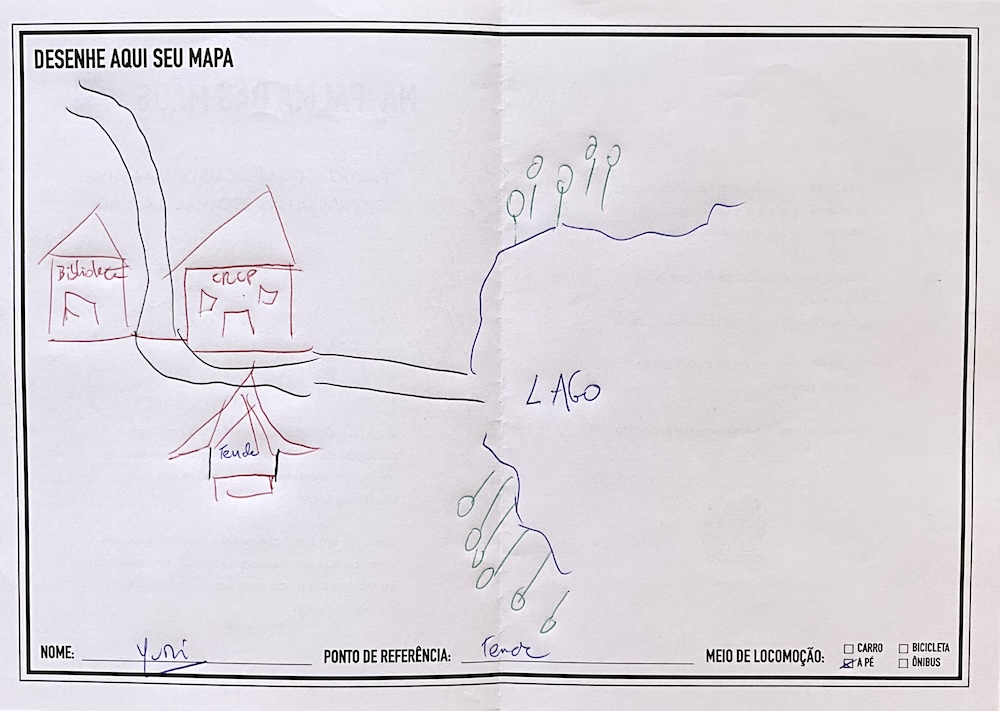 DESENHE AQUI SEU MAPA
Biblioteca
CRCP
LAGO
Tenda
NOME: Yuri
PONTO DE REFERÊNCIA: Tenda
MEIO DE LOCOMOÇÃO:
☐ CARRO ☐ BICICLETA
☒ A PÉ ☐ ÔNIBUS